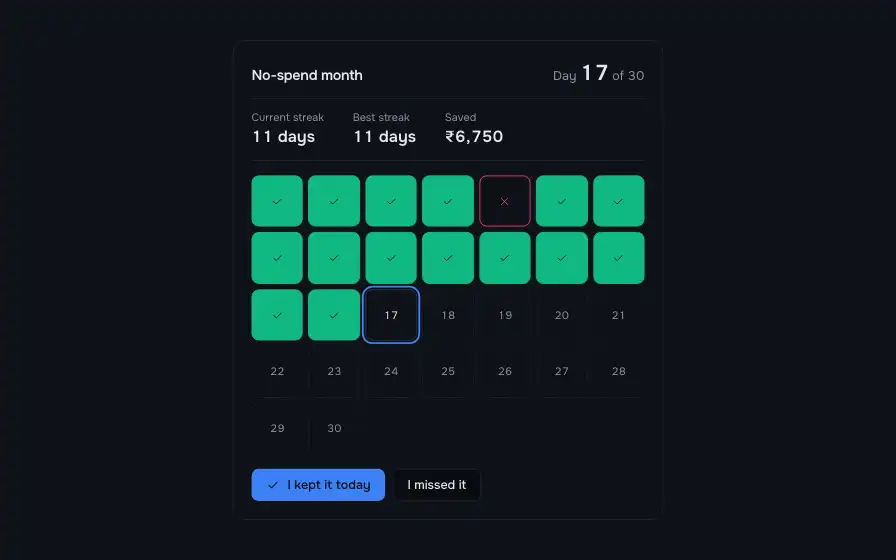 No-spend month
Day 17 of 30
Current streak
11 days
Best streak
11 days
Saved
₹6,750
17 18 19 20 21
22 23 24 25 26 27 28
29 30
I kept it today
I missed it